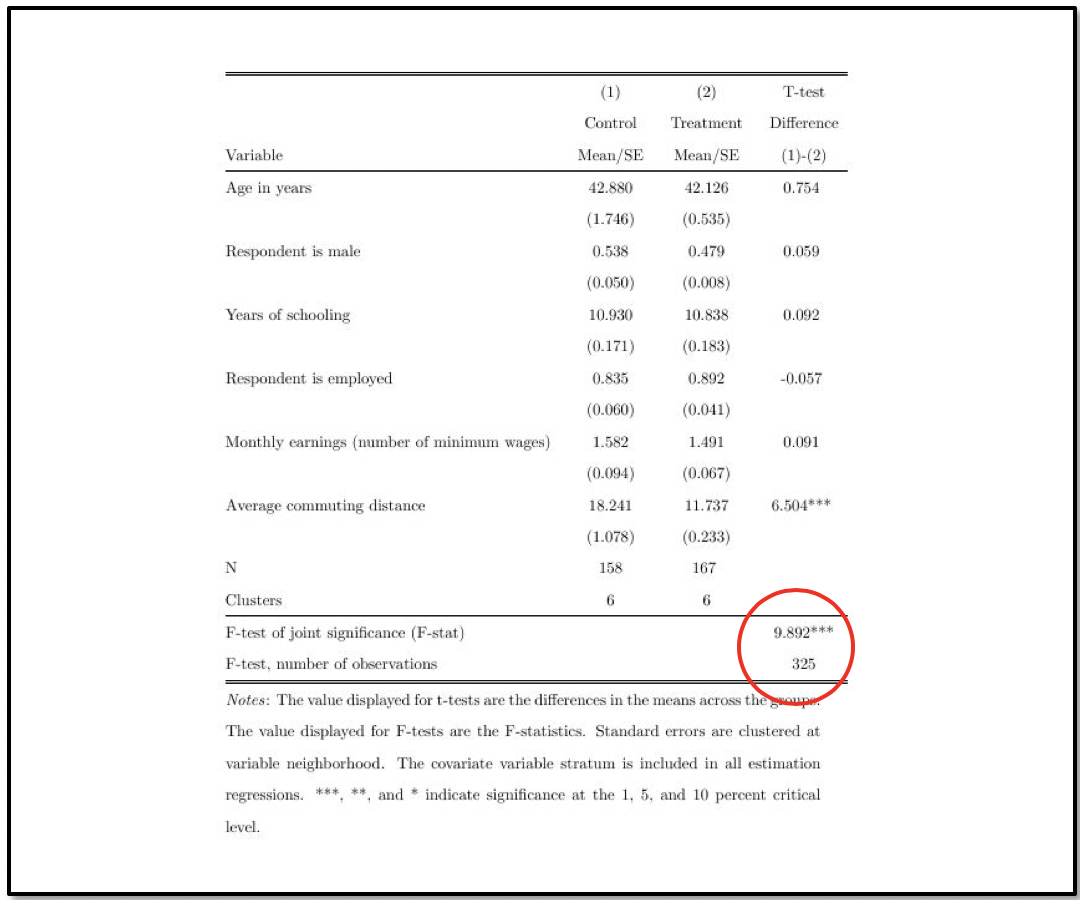 (1) (2) T-test
Control Treatment Difference
Variable Mean/SE Mean/SE (1)-(2)
Age in years 42.880 42.126 0.754
(1.746) (0.535)
Respondent is male 0.538 0.479 0.059
(0.050) (0.008)
Years of schooling 10.930 10.838 0.092
(0.171) (0.183)
Respondent is employed 0.835 0.892 -0.057
(0.060) (0.041)
Monthly earnings (number of minimum wages) 1.582 1.491 0.091
(0.094) (0.067)
Average commuting distance 18.241 11.737 6.504***
(1.078) (0.233)
N 158 167
Clusters 6 6
F-test of joint significance (F-stat) 9.892***
F-test, number of observations 325
Notes: The value displayed for t-tests are the differences in the means across the groups.
The value displayed for F-tests are the F-statistics. Standard errors are clustered at
variable neighborhood. The covariate variable stratum is included in all estimation
regressions. ***, **, and * indicate significance at the 1, 5, and 10 percent critical
level.